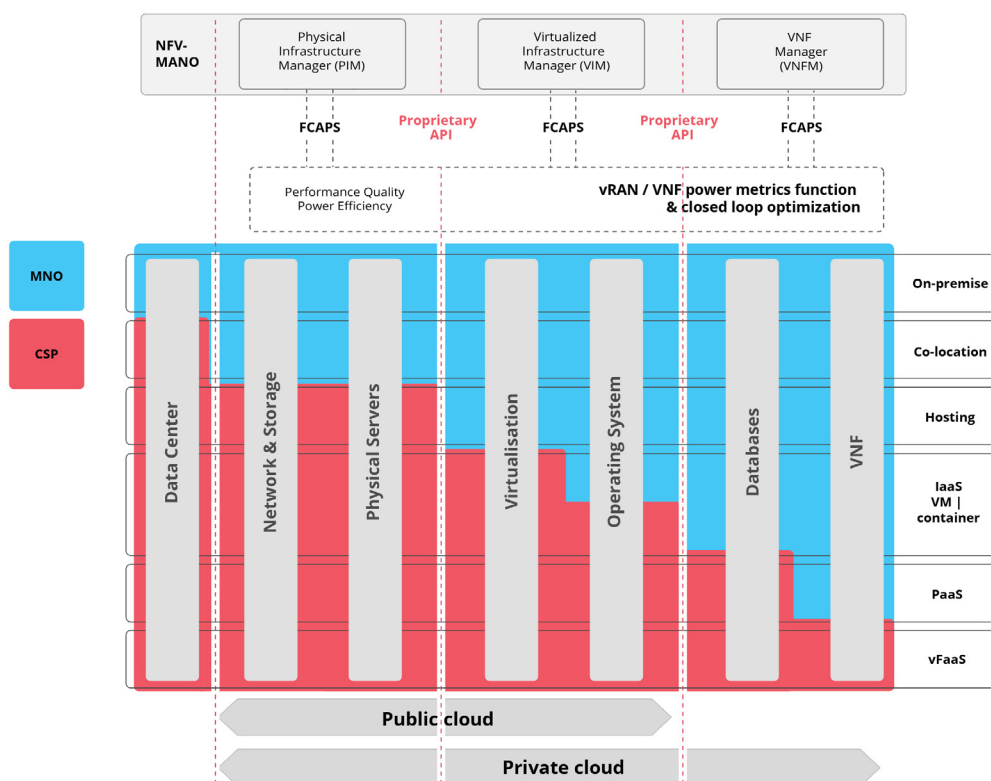 NFV-
MANO
Physical
Infrastructure
Manager (PIM)
Virtualized
Infrastructure
Manager (VIM)
VNF
Manager
(VNFM)
FCAPS
Proprietary
API
FCAPS
Proprietary
API
FCAPS
Performance Quality
Power Efficiency
vRAN / VNF power metrics function
& closed loop optimization
MNO
CSP
Data Center
Network & Storage
Physical Servers
Virtualisation
Operating System
Databases
VNF
On-premise
Co-location
Hosting
IaaS
VM |
container
PaaS
vFaaS
Public cloud
Private cloud